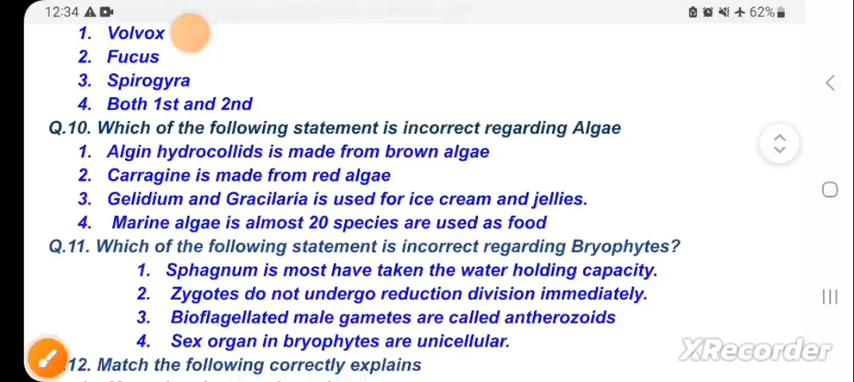 12:34 62%
1. Volvox
2. Fucus
3. Spirogyra
4. Both 1st and 2nd
Q.10. Which of the following statement is incorrect regarding Algae
1. Algin hydrocollids is made from brown algae
2. Carragine is made from red algae
3. Gelidium and Gracilaria is used for ice cream and jellies.
4. Marine algae is almost 20 species are used as food
Q.11. Which of the following statement is incorrect regarding Bryophytes?
1. Sphagnum is most have taken the water holding capacity.
2. Zygotes do not undergo reduction division immediately.
3. Bioflagellated male gametes are called antherozoids
4. Sex organ in bryophytes are unicellular.
12. Match the following correctly explains
XRecorder